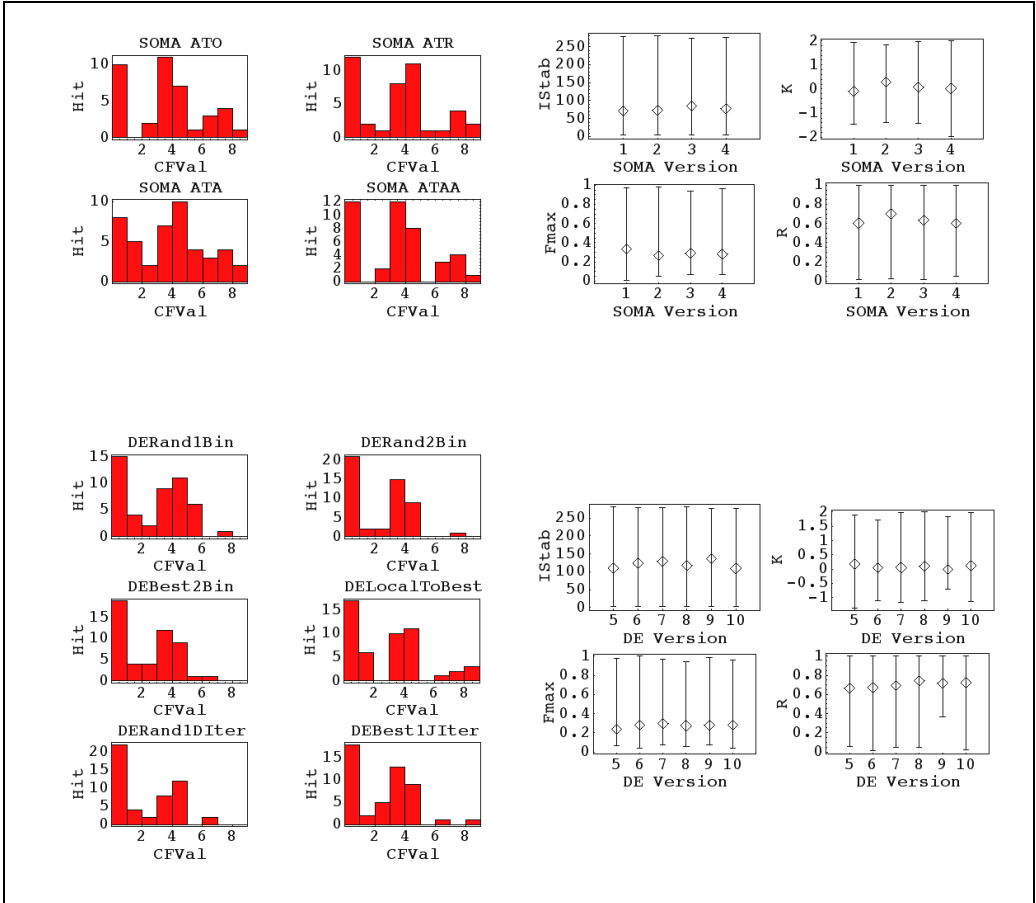 SOMA ATO
10
5
0
Hit
2 4 6 8
CFVal
SOMA ATR
10
5
0
Hit
2 4 6 8
CFVal
SOMA ATA
10
5
0
Hit
2 4 6 8
CFVal
SOMA ATAA
12
10
8
6
4
2
0
Hit
2 4 6 8
CFVal
250
200
150
100
50
0
IStab
1 2 3 4
SOMA Version
2
1
0
-1
-2
K
1 2 3 4
SOMA Version
1
0.8
0.6
0.4
0.2
0
Fmax
1 2 3 4
SOMA Version
1
0.8
0.6
0.4
0.2
0
R
1 2 3 4
SOMA Version
DERand1Bin
15
10
5
0
Hit
2 4 6 8
CFVal
DERand2Bin
20
15
10
5
0
Hit
2 4 6 8
CFVal
DEBest2Bin
15
10
5
0
Hit
2 4 6 8
CFVal
DELocalToBest
15
10
5
0
Hit
2 4 6 8
CFVal
DERand1DIter
20
15
10
5
0
Hit
2 4 6 8
CFVal
DEBest1JIter
15
10
5
0
Hit
2 4 6 8
CFVal
250
200
150
100
50
0
IStab
5 6 7 8 9 10
DE Version
2
1.5
1
0.5
0
-0.5
-1
K
5 6 7 8 9 10
DE Version
1
0.8
0.6
0.4
0.2
0
Fmax
5 6 7 8 9 10
DE Version
1
0.8
0.6
0.4
0.2
0
R
5 6 7 8 9 10
DE Version